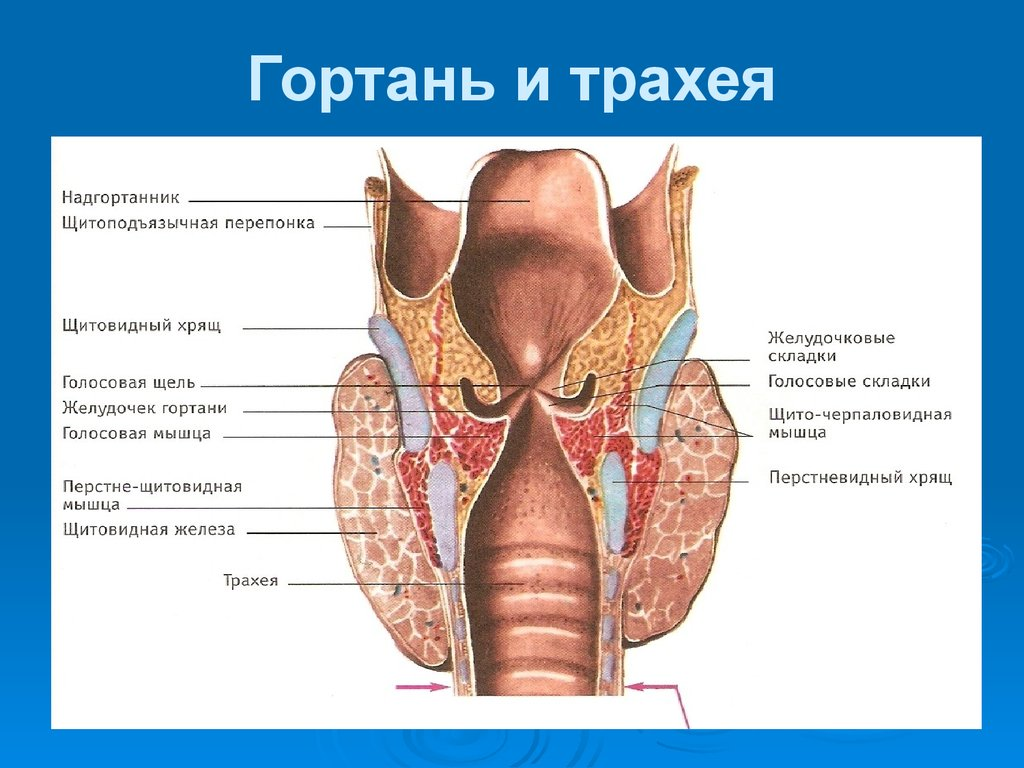 Гортань и трахея
Надгортанник
Щитоподъязычная перепонка
Щитовидный хрящ
Голосовая щель
Желудочек гортани
Голосовая мышца
Перстне-щитовидная
мышца
Щитовидная железа
Трахея
Желудочковые
складки
Голосовые складки
Щито-черпаловидная
мышца
Перстневидный хрящ